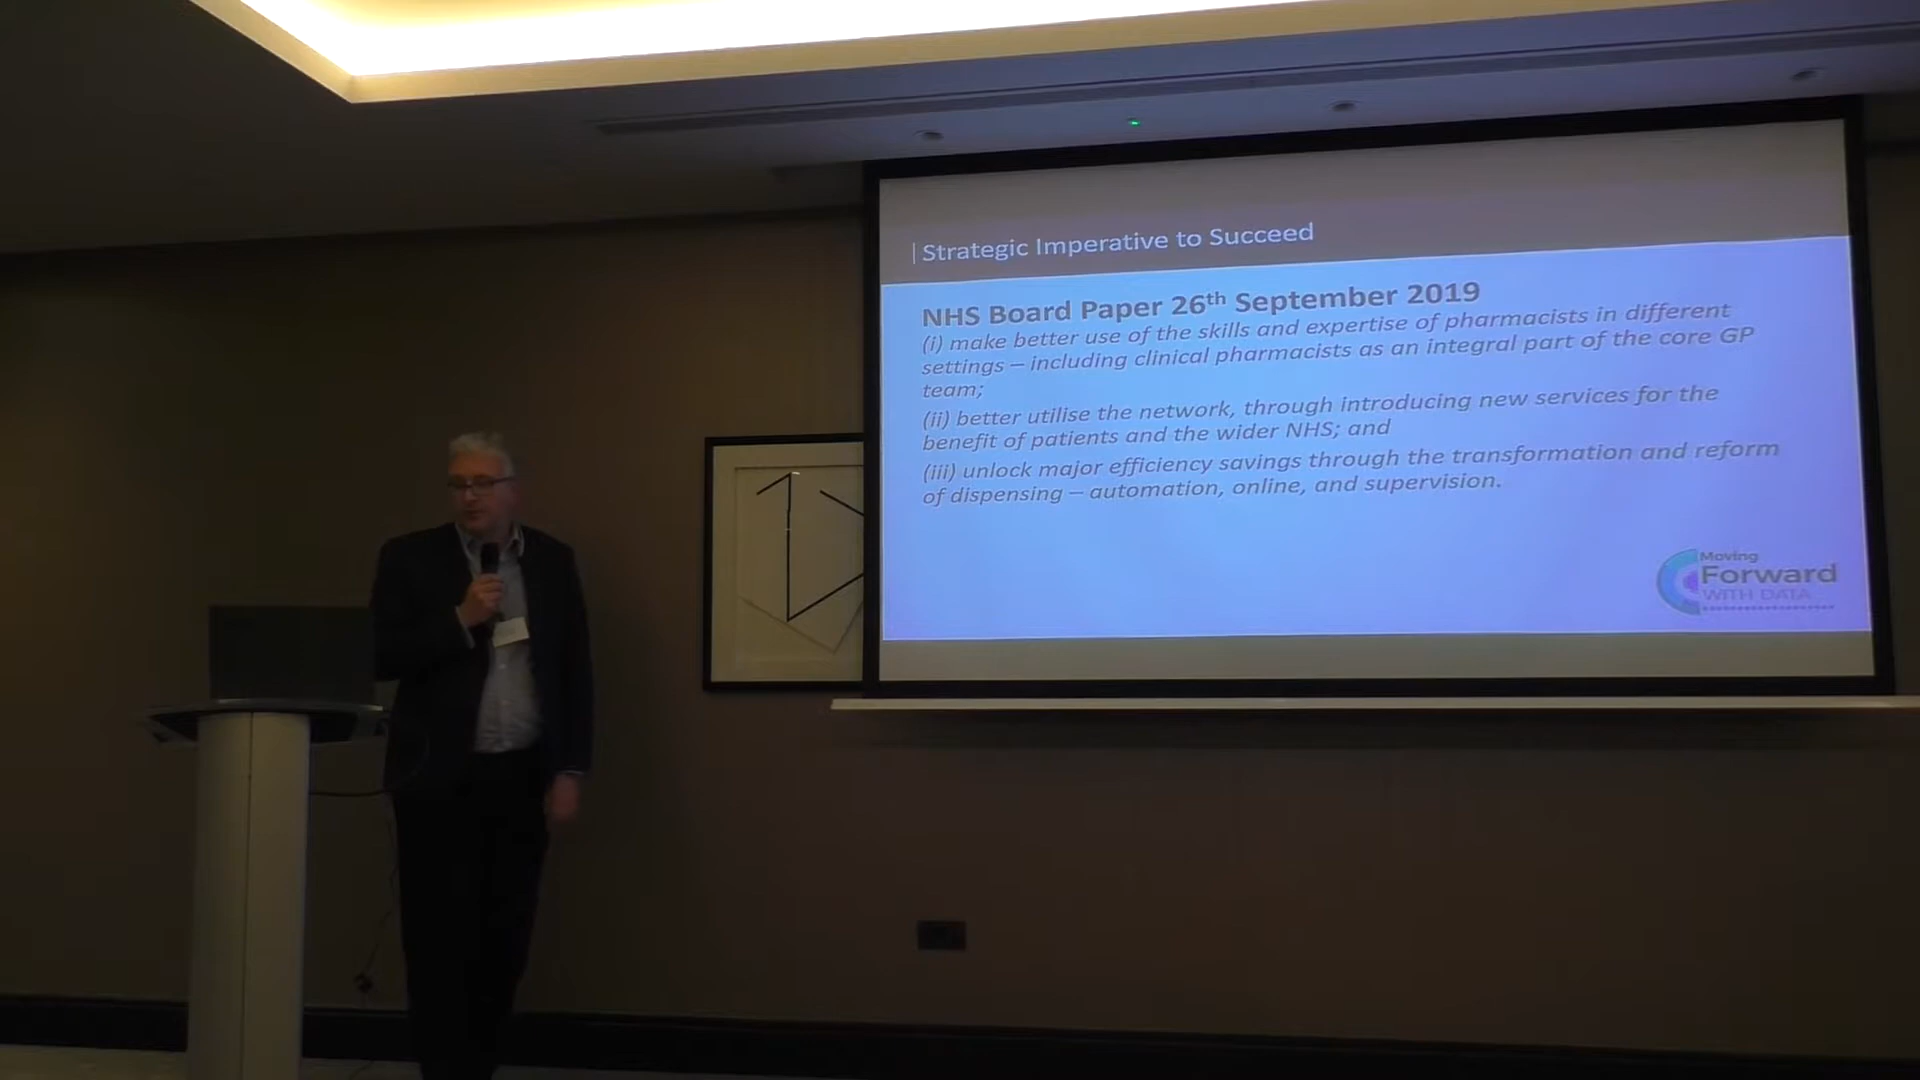 Strategic Imperative to Succeed
NHS Board Paper 26th September 2019
(i) make better use of the skills and expertise of pharmacists in different
settings – including clinical pharmacists as an integral part of the core GP
team;
(ii) better utilise the network, through introducing new services for the
benefit of patients and the wider NHS; and
(iii) unlock major efficiency savings through the transformation and reform
of dispensing – automation, online, and supervision.
Moving
Forward
WITH DATA